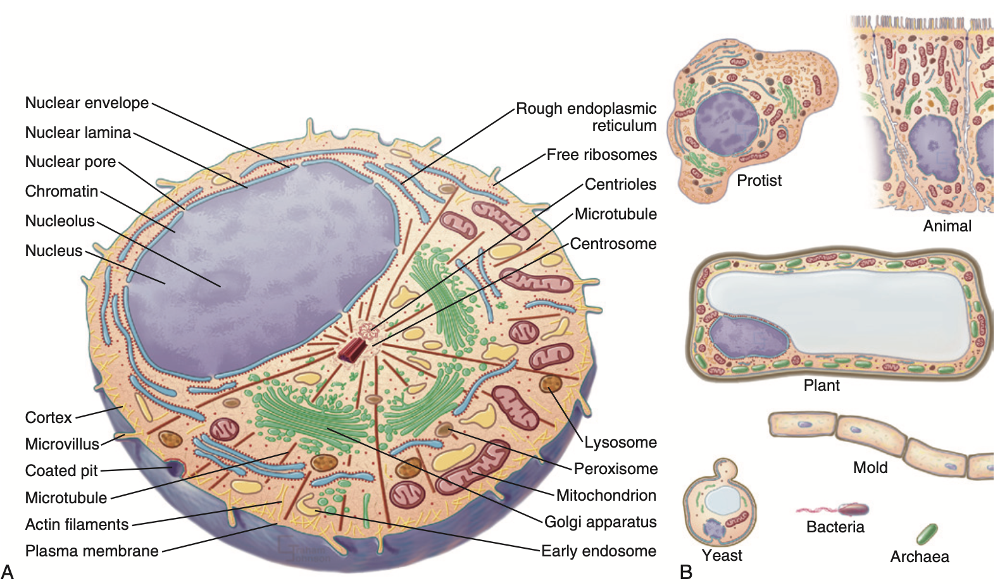 Nuclear envelope
Nuclear lamina
Nuclear pore
Chromatin
Nucleolus
Nucleus
Cortex
Microvillus
Coated pit
Microtubule
Actin filaments
Plasma membrane
A
Rough endoplasmic
reticulum
Free ribosomes
Centrioles
Microtubule
Centrosome
Lysosome
Peroxisome
Mitochondrion
Golgi apparatus
Early endosome
Graham
Johnson
Protist
Animal
Plant
Mold
Yeast
Bacteria
Archaea
B